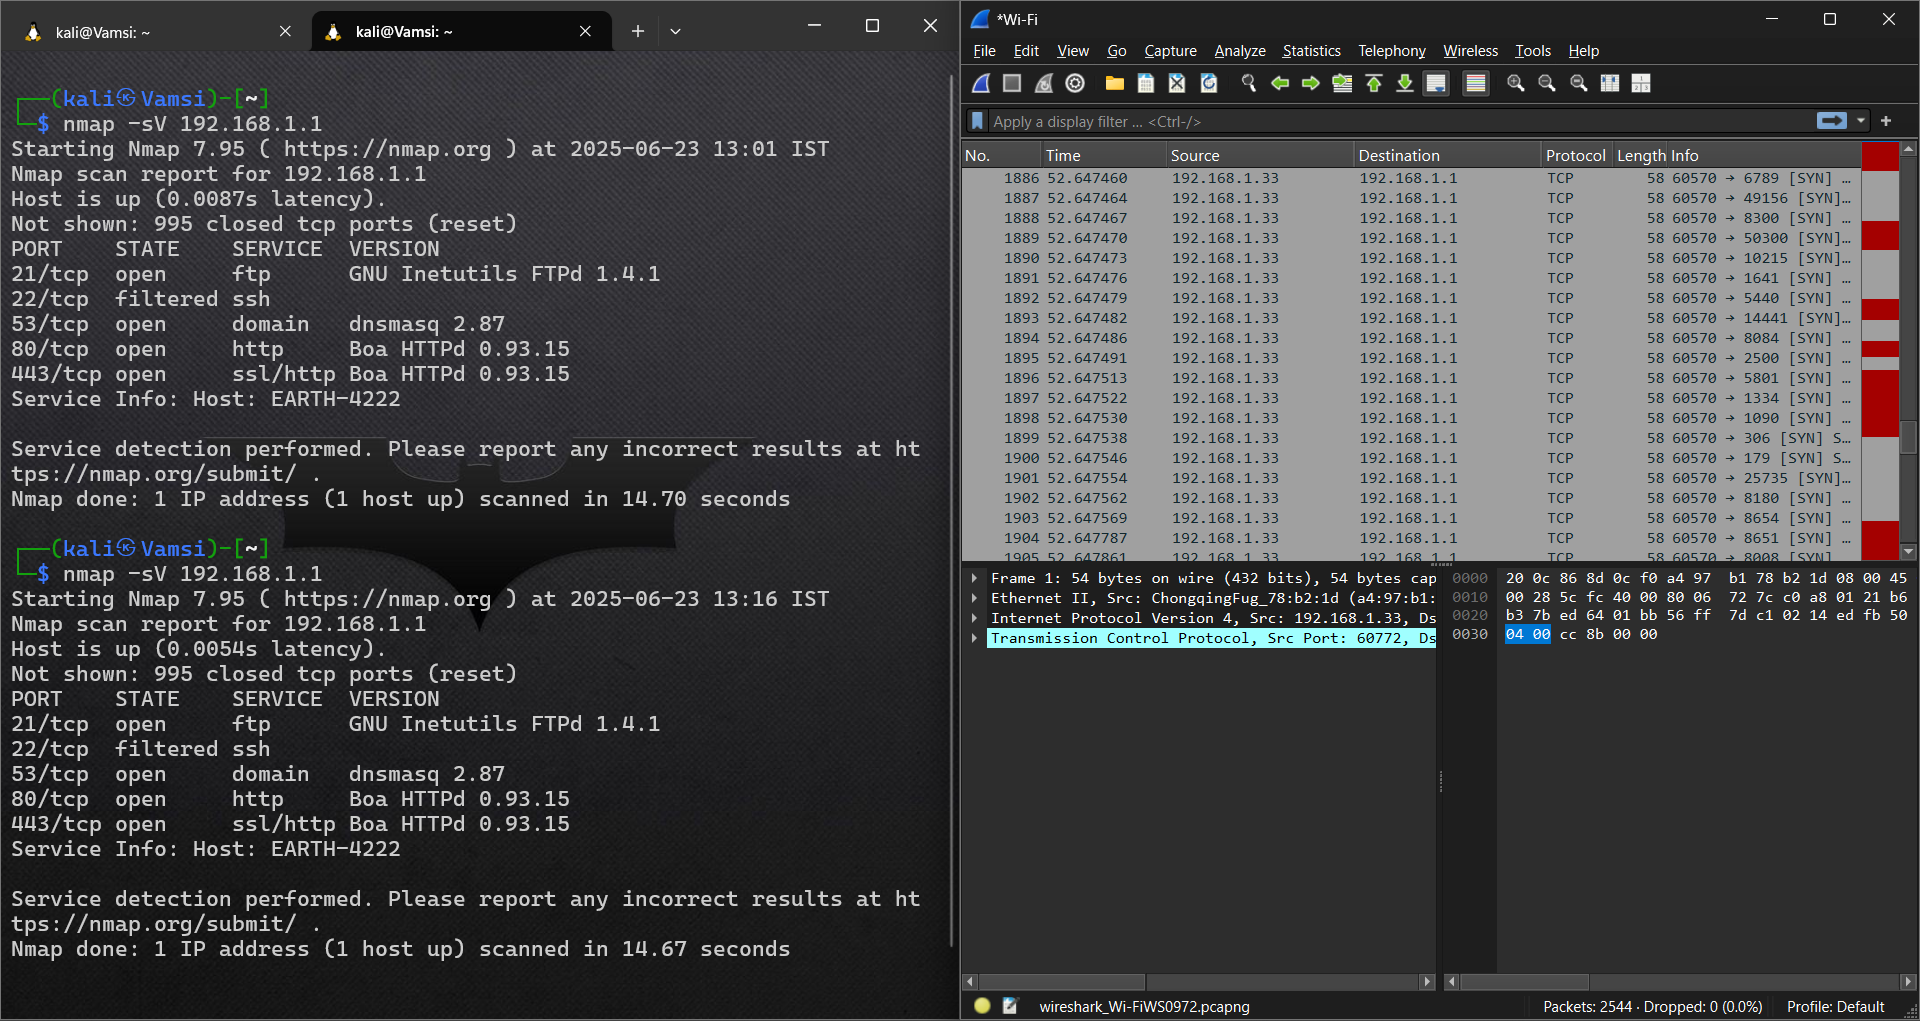 kali@Vamsi: ~
kali@Vamsi: ~
(kali㉿Vamsi)-[~]
$ nmap -sV 192.168.1.1
Starting Nmap 7.95 ( https://nmap.org ) at 2025-06-23 13:01 IST
Nmap scan report for 192.168.1.1
Host is up (0.0087s latency).
Not shown: 995 closed tcp ports (reset)
PORT    STATE    SERVICE  VERSION
21/tcp  open     ftp      GNU Inetutils FTPd 1.4.1
22/tcp  filtered ssh
53/tcp  open     domain   dnsmasq 2.87
80/tcp  open     http     Boa HTTPd 0.93.15
443/tcp open     ssl/http Boa HTTPd 0.93.15
Service Info: Host: EARTH-4222
Service detection performed. Please report any incorrect results at ht
tps://nmap.org/submit/ .
Nmap done: 1 IP address (1 host up) scanned in 14.70 seconds
(kali㉿Vamsi)-[~]
$ nmap -sV 192.168.1.1
Starting Nmap 7.95 ( https://nmap.org ) at 2025-06-23 13:16 IST
Nmap scan report for 192.168.1.1
Host is up (0.0054s latency).
Not shown: 995 closed tcp ports (reset)
PORT    STATE    SERVICE  VERSION
21/tcp  open     ftp      GNU Inetutils FTPd 1.4.1
22/tcp  filtered ssh
53/tcp  open     domain   dnsmasq 2.87
80/tcp  open     http     Boa HTTPd 0.93.15
443/tcp open     ssl/http Boa HTTPd 0.93.15
Service Info: Host: EARTH-4222
Service detection performed. Please report any incorrect results at ht
tps://nmap.org/submit/ .
Nmap done: 1 IP address (1 host up) scanned in 14.67 seconds
*Wi-Fi
File Edit View Go Capture Analyze Statistics Telephony Wireless Tools Help
Apply a display filter … <Ctrl-/>
No. Time Source Destination Protocol Length Info
1886 52.647460 192.168.1.33 192.168.1.1 TCP 58 60570 → 6789 [SYN] …
1887 52.647464 192.168.1.33 192.168.1.1 TCP 58 60570 → 49156 [SYN]…
1888 52.647467 192.168.1.33 192.168.1.1 TCP 58 60570 → 8300 [SYN] …
1889 52.647470 192.168.1.33 192.168.1.1 TCP 58 60570 → 50300 [SYN]…
1890 52.647473 192.168.1.33 192.168.1.1 TCP 58 60570 → 10215 [SYN]…
1891 52.647476 192.168.1.33 192.168.1.1 TCP 58 60570 → 1641 [SYN] …
1892 52.647479 192.168.1.33 192.168.1.1 TCP 58 60570 → 5440 [SYN] …
1893 52.647482 192.168.1.33 192.168.1.1 TCP 58 60570 → 14441 [SYN]…
1894 52.647486 192.168.1.33 192.168.1.1 TCP 58 60570 → 8084 [SYN] …
1895 52.647491 192.168.1.33 192.168.1.1 TCP 58 60570 → 2500 [SYN] …
1896 52.647513 192.168.1.33 192.168.1.1 TCP 58 60570 → 5801 [SYN] …
1897 52.647522 192.168.1.33 192.168.1.1 TCP 58 60570 → 1334 [SYN] …
1898 52.647530 192.168.1.33 192.168.1.1 TCP 58 60570 → 1090 [SYN] …
1899 52.647538 192.168.1.33 192.168.1.1 TCP 58 60570 → 306 [SYN] S…
1900 52.647546 192.168.1.33 192.168.1.1 TCP 58 60570 → 179 [SYN] S…
1901 52.647554 192.168.1.33 192.168.1.1 TCP 58 60570 → 25735 [SYN] …
1902 52.647562 192.168.1.33 192.168.1.1 TCP 58 60570 → 8180 [SYN] …
1903 52.647569 192.168.1.33 192.168.1.1 TCP 58 60570 → 8654 [SYN] …
1904 52.647787 192.168.1.33 192.168.1.1 TCP 58 60570 → 8651 [SYN] …
1905 52.647861 192.168.1.33 192.168.1.1 TCP 58 60570 → 8008 [SYN] …
Frame 1: 54 bytes on wire (432 bits), 54 bytes cap
Ethernet II, Src: ChongqingFug_78:b2:1d (a4:97:b1:
Internet Protocol Version 4, Src: 192.168.1.33, Ds
Transmission Control Protocol, Src Port: 60772, Ds
0000 20 0c 86 8d 0c f0 a4 97 b1 78 b2 1d 08 00 45
0010 00 28 5c fc 40 00 80 06 72 7c c0 a8 01 21 b6
0020 b3 7b ed 64 01 bb 56 ff 7d c1 02 14 ed fb 50
0030 04 00 cc 8b 00 00
wireshark_Wi-FiWS0972.pcapng
Packets: 2544 · Dropped: 0 (0.0%)
Profile: Default